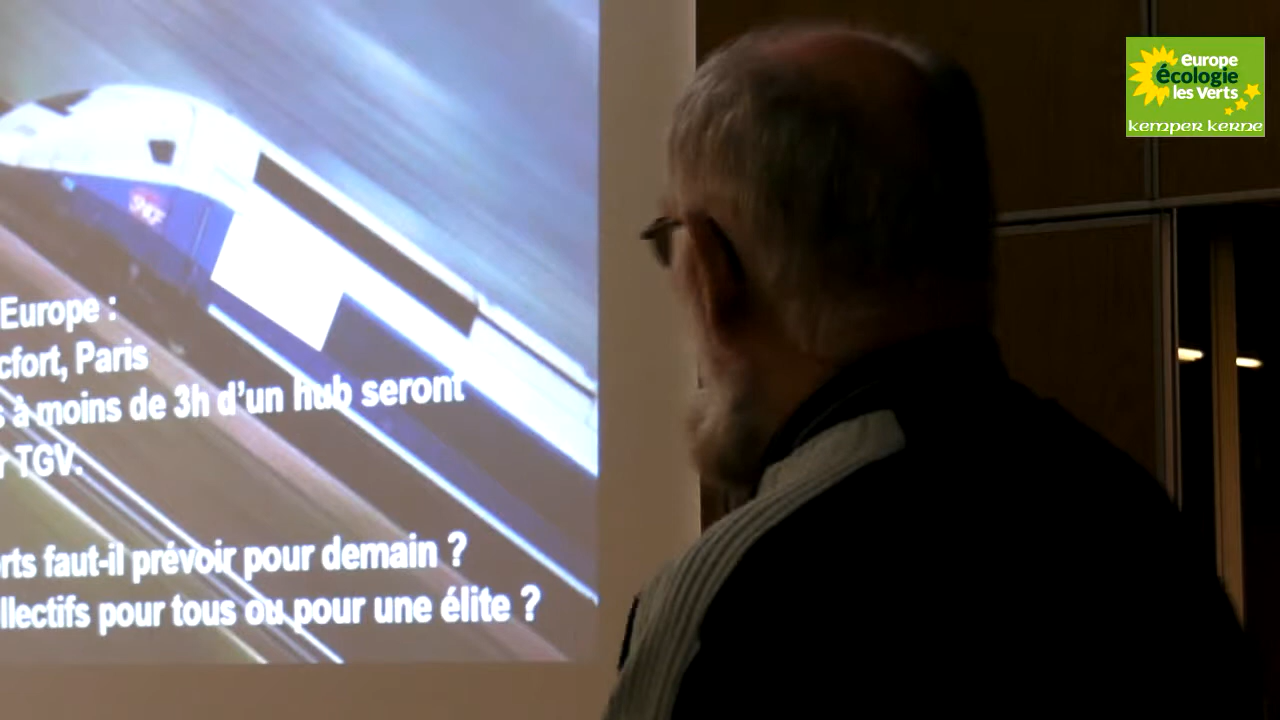 europe
écologie
les Verts
kemper kerne
SNCF
Europe :
cfort, Paris
s à moins de 3h d'un hub seront
r TGV.
rts faut-il prévoir pour demain ?
llectifs pour tous ou pour une élite ?